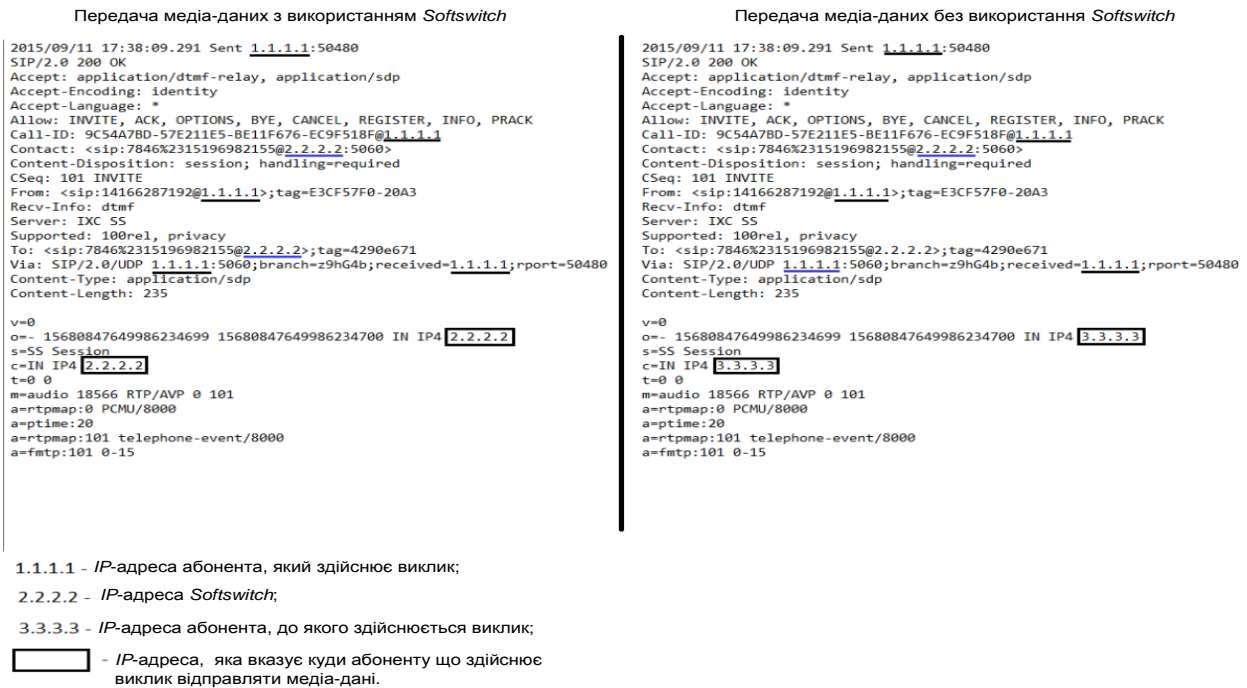 Передача медіа-даних з використанням Softswitch
2015/09/11 17:38:09.291 Sent 1.1.1.1:50480
SIP/2.0 200 OK
Accept: application/dtmf-relay, application/sdp
Accept-Encoding: identity
Accept-Language: *
Allow: INVITE, ACK, OPTIONS, BYE, CANCEL, REGISTER, INFO, PRACK
Call-ID: 9C54A7BD-57E211E5-BE11F676-EC9F518F@1.1.1.1
Contact: <sip:7846%2315196982155@2.2.2.2:5060>
Content-Disposition: session; handling=required
CSeq: 101 INVITE
From: <sip:14166287192@1.1.1.1>;tag=E3CF57F0-20A3
Recv-Info: dtmf
Server: IXC SS
Supported: 100rel, privacy
To: <sip:7846%2315196982155@2.2.2.2>;tag=4290e671
Via: SIP/2.0/UDP 1.1.1.1:5060;branch=z9hG4b;received=1.1.1.1;rport=50480
Content-Type: application/sdp
Content-Length: 235
v=0
o=- 15680847649986234699 15680847649986234700 IN IP4 2.2.2.2
s=SS Session
c=IN IP4 2.2.2.2
t=0 0
m=audio 18566 RTP/AVP 0 101
a=rtpmap:0 PCMU/8000
a=ptime:20
a=rtpmap:101 telephone-event/8000
a=fmtp:101 0-15
Передача медіа-даних без використання Softswitch
2015/09/11 17:38:09.291 Sent 1.1.1.1:50480
SIP/2.0 200 OK
Accept: application/dtmf-relay, application/sdp
Accept-Encoding: identity
Accept-Language: *
Allow: INVITE, ACK, OPTIONS, BYE, CANCEL, REGISTER, INFO, PRACK
Call-ID: 9C54A7BD-57E211E5-BE11F676-EC9F518F@1.1.1.1
Contact: <sip:7846%2315196982155@2.2.2.2:5060>
Content-Disposition: session; handling=required
CSeq: 101 INVITE
From: <sip:14166287192@1.1.1.1>;tag=E3CF57F0-20A3
Recv-Info: dtmf
Server: IXC SS
Supported: 100rel, privacy
To: <sip:7846%2315196982155@2.2.2.2>;tag=4290e671
Via: SIP/2.0/UDP 1.1.1.1:5060;branch=z9hG4b;received=1.1.1.1;rport=50480
Content-Type: application/sdp
Content-Length: 235
v=0
o=- 15680847649986234699 15680847649986234700 IN IP4 3.3.3.3
s=SS Session
c=IN IP4 3.3.3.3
t=0 0
m=audio 18566 RTP/AVP 0 101
a=rtpmap:0 PCMU/8000
a=ptime:20
a=rtpmap:101 telephone-event/8000
a=fmtp:101 0-15
1.1.1.1 - IP-адреса абонента, який здійснює виклик;
2.2.2.2 - IP-адреса Softswitch;
3.3.3.3 - IP-адреса абонента, до якого здійснюється виклик;
- IP-адреса, яка вказує куди абоненту що здійснює
виклик відправляти медіа-дані.